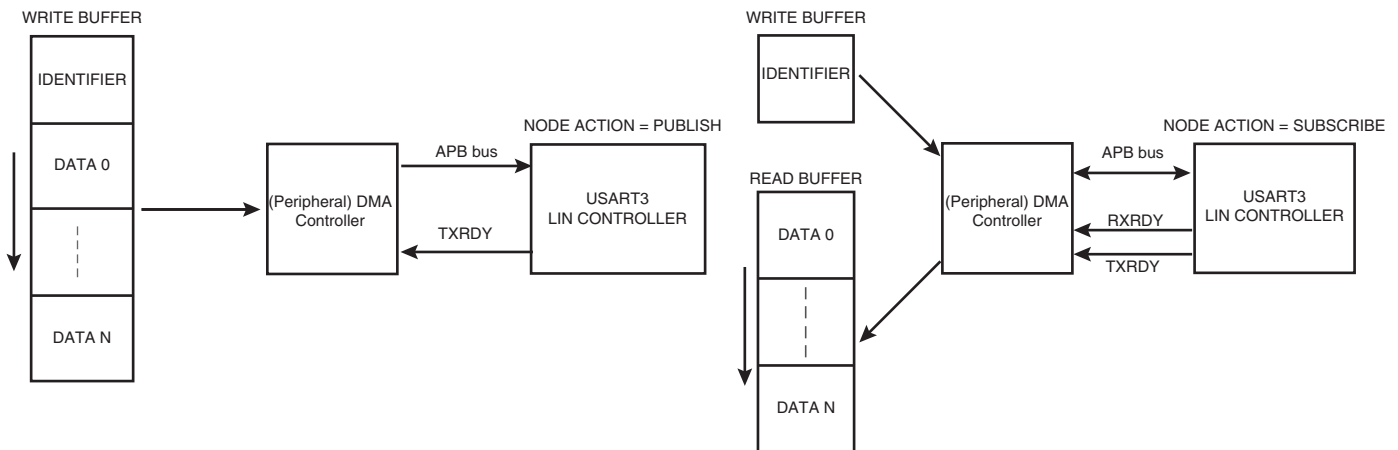 WRITE BUFFER
IDENTIFIER
DATA 0
DATA N
(Peripheral) DMA
Controller
APB bus
TXRDY
NODE ACTION = PUBLISH
USART3
LIN CONTROLLER
WRITE BUFFER
IDENTIFIER
READ BUFFER
DATA 0
DATA N
(Peripheral) DMA
Controller
APB bus
RXRDY
TXRDY
NODE ACTION = SUBSCRIBE
USART3
LIN CONTROLLER